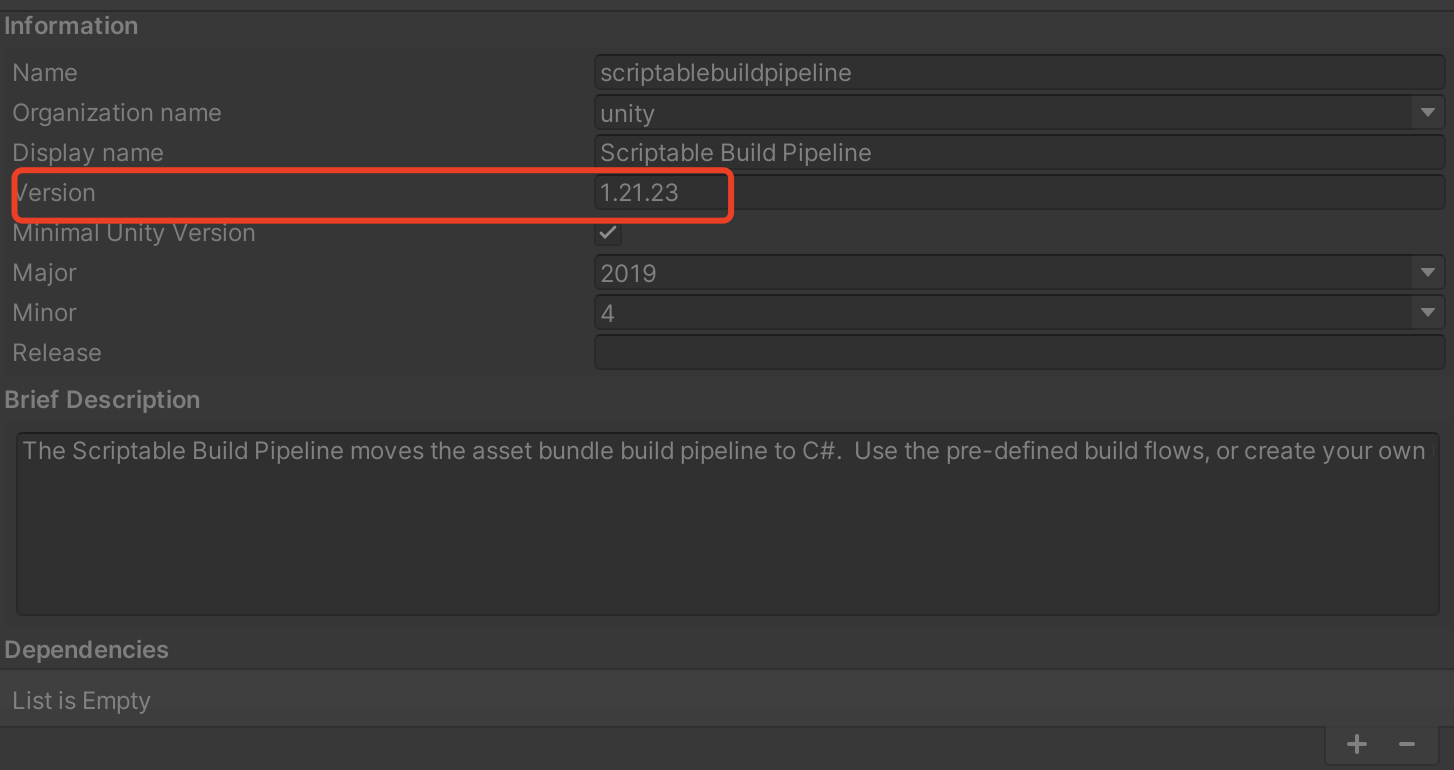 Information
Name scriptablebuildpipeline
Organization name unity
Display name Scriptable Build Pipeline
Version 1.21.23
Minimal Unity Version
Major 2019
Minor 4
Release
Brief Description
The Scriptable Build Pipeline moves the asset bundle build pipeline to C#.  Use the pre-defined build flows, or create your own
Dependencies
List is Empty